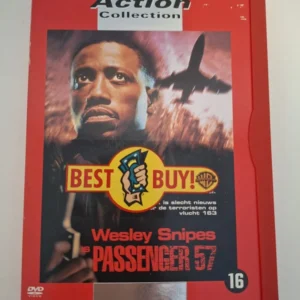 Action
Collection
BEST BUY!
is slecht nieuws
de terroristen op
vlucht 163
Wesley Snipes
PASSENGER 57
DVD
16